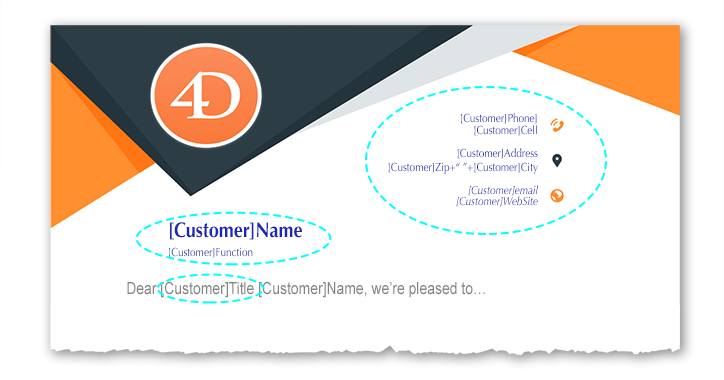 4D
[Customer]Phone]
[Customer]Cell
[Customer]Address
[Customer]Zip+“ ”+[Customer]City
[Customer]email
[Customer]WebSite
[Customer]Name
[Customer]Function
Dear [Customer]Title [Customer]Name, we’re pleased to…